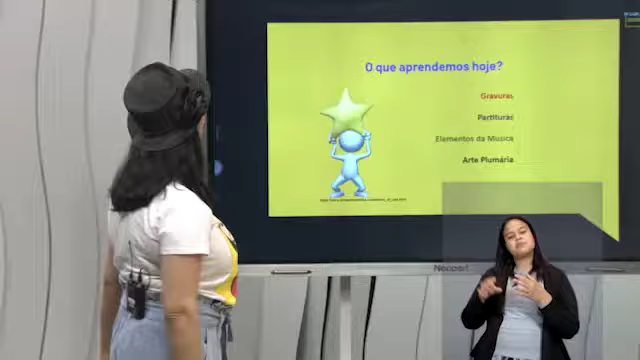 O que aprendemos hoje?
Gravuras
Partituras
Elementos da Música
Arte Plumária